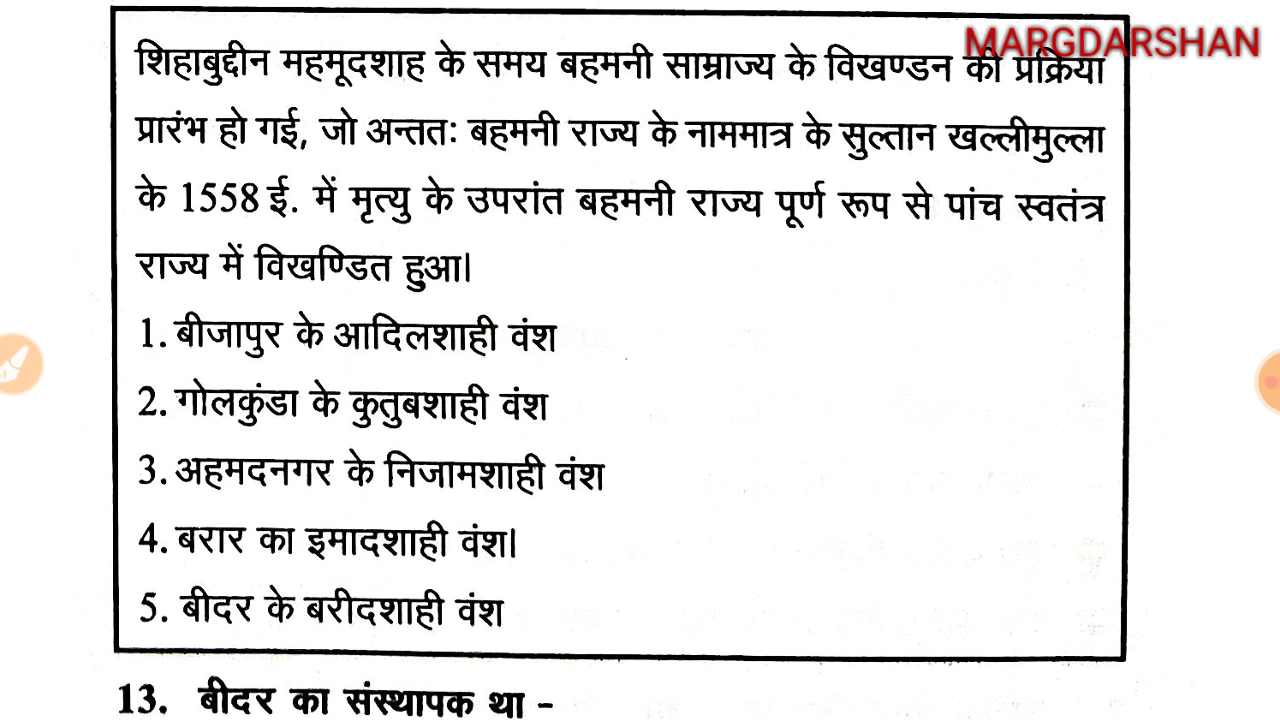 MARGDARSHAN
शिहाबुद्दीन महमूदशाह के समय बहमनी साम्राज्य के विखण्डन की प्रक्रिया
प्रारंभ हो गई, जो अन्ततः बहमनी राज्य के नाममात्र के सुल्तान खल्लीमुल्ला
के 1558 ई. में मृत्यु के उपरांत बहमनी राज्य पूर्ण रूप से पांच स्वतंत्र
राज्य में विखण्डित हुआ।
1. बीजापुर के आदिलशाही वंश
2. गोलकुंडा के कुतुबशाही वंश
3. अहमदनगर के निजामशाही वंश
4. बरार का इमादशाही वंश।
5. बीदर के बरीदशाही वंश
13. बीदर का संस्थापक था -